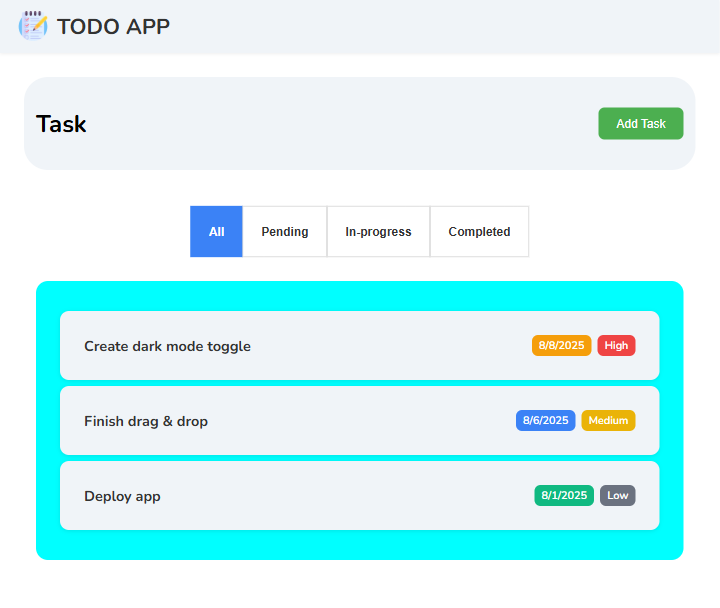 TODO APP
Task
Add Task
All Pending In-progress Completed
Create dark mode toggle 8/8/2025 High
Finish drag & drop 8/6/2025 Medium
Deploy app 8/1/2025 Low